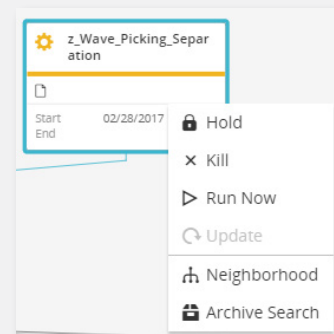 z_Wave_Picking_Separ
ation
Start 02/28/2017
End
Hold
Kill
Run Now
Update
Neighborhood
Archive Search